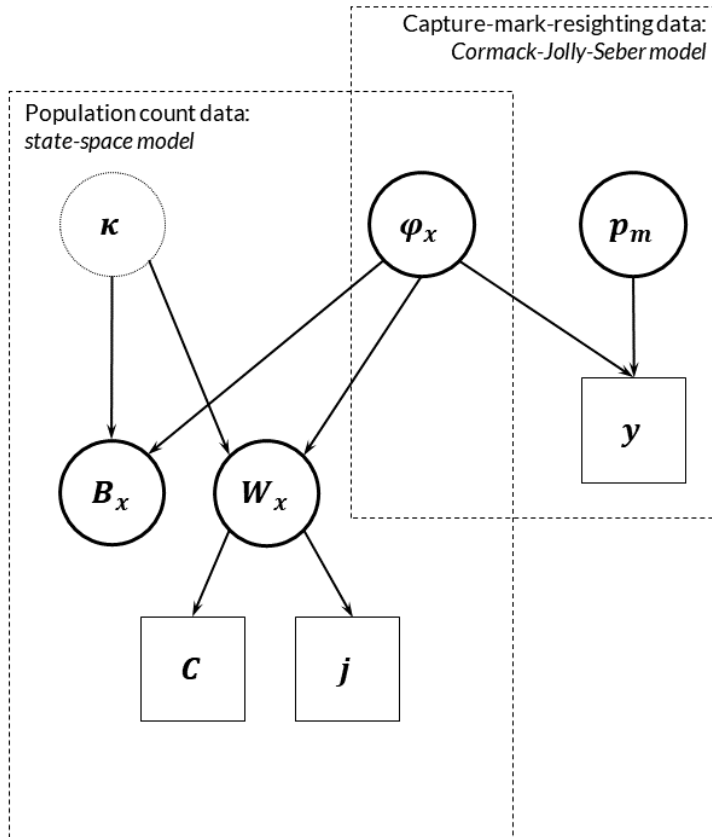 Capture-mark-resighting data:
Cormack-Jolly-Seber model
Population count data:
state-space model
κ
φₓ
pₘ
y
Bₓ
Wₓ
C
j